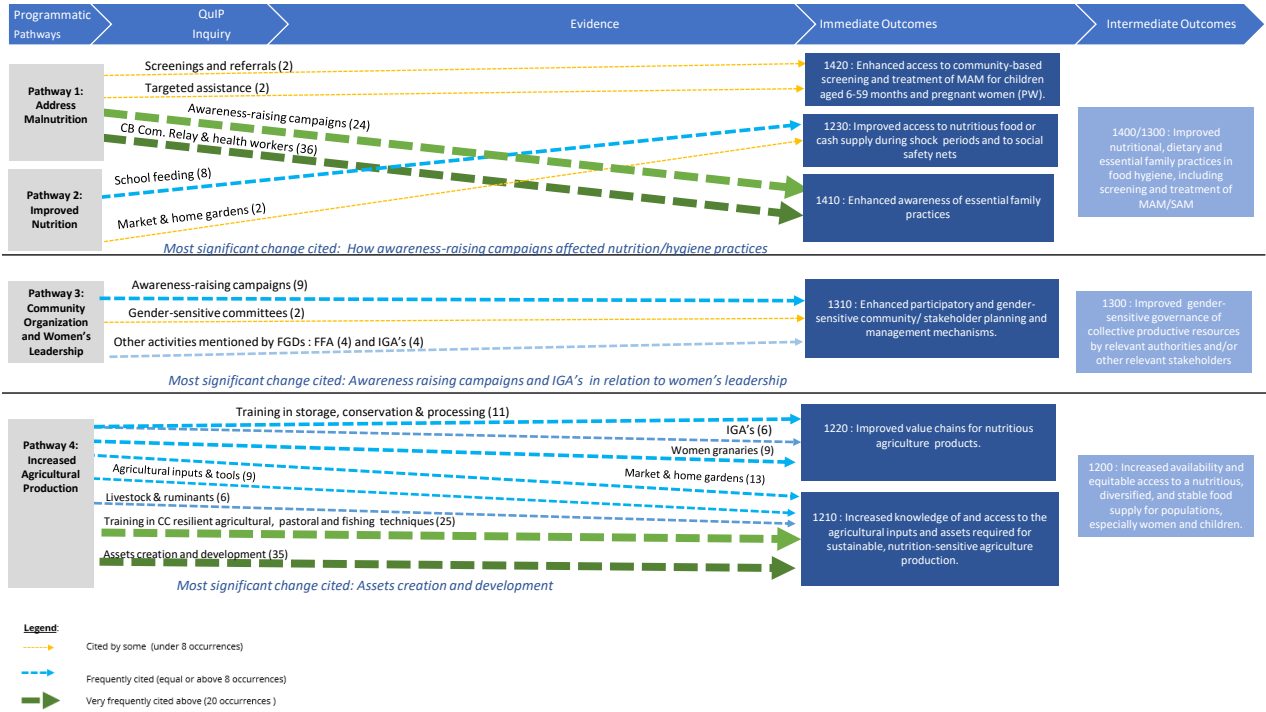 Programmatic
Pathways
QuIP
Inquiry
Evidence
Immediate Outcomes
Intermediate Outcomes
Pathway 1:
Address
Malnutrition
Pathway 2:
Improved
Nutrition
Screenings and referrals (2)
Targeted assistance (2)
Awareness-raising campaigns (24)
CB Com. Relay & health workers (36)
School feeding (8)
Market & home gardens (2)
Most significant change cited: How awareness-raising campaigns affected nutrition/hygiene practices
1420 : Enhanced access to community-based
screening and treatment of MAM for children
aged 6-59 months and pregnant women (PW).
1230: Improved access to nutritious food or
cash supply during shock periods and to social
safety nets
1410 : Enhanced awareness of essential family
practices
1400/1300 : Improved
nutritional, dietary and
essential family practices in
food hygiene, including
screening and treatment of
MAM/SAM
Pathway 3:
Community
Organization
and Women's
Leadership
Awareness-raising campaigns (9)
Gender-sensitive committees (2)
Other activities mentioned by FGDs : FFA (4) and IGA's (4)
Most significant change cited: Awareness raising campaigns and IGA's in relation to women's leadership
1310 : Enhanced participatory and gender-
sensitive community/ stakeholder planning and
management mechanisms.
1300 : Improved gender-
sensitive governance of
collective productive resources
by relevant authorities and/or
other relevant stakeholders
Pathway 4:
Increased
Agricultural
Production
Training in storage, conservation & processing (11)
IGA's (6)
Women granaries (9)
Market & home gardens (13)
Agricultural inputs & tools (9)
Livestock & ruminants (6)
Training in CC resilient agricultural, pastoral and fishing techniques (25)
Assets creation and development (35)
Most significant change cited: Assets creation and development
1220 : Improved value chains for nutritious
agriculture products.
1210 : Increased knowledge of and access to the
agricultural inputs and assets required for
sustainable, nutrition-sensitive agriculture
production.
1200 : Increased availability and
equitable access to a nutritious,
diversified, and stable food
supply for populations,
especially women and children.
Legend:
Cited by some (under 8 occurrences)
Frequently cited (equal or above 8 occurrences)
Very frequently cited above (20 occurrences )